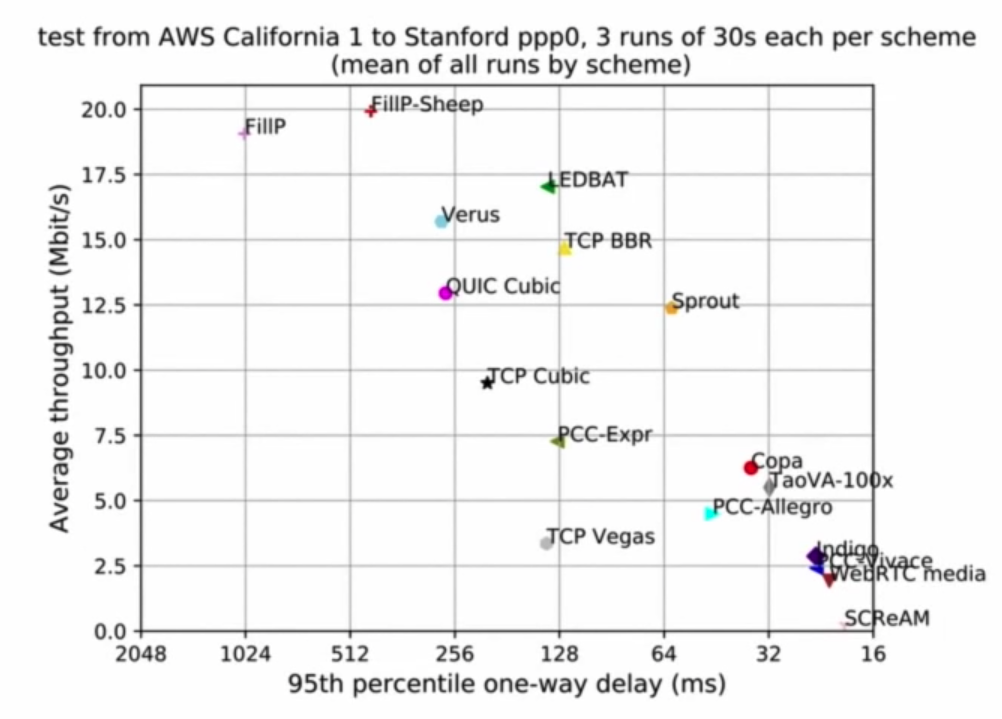 test from AWS California 1 to Stanford ppp0, 3 runs of 30s each per scheme
(mean of all runs by scheme)
Average throughput (Mbit/s)
20.0
17.5
15.0
12.5
10.0
7.5
5.0
2.5
0.0
FillP-Sheep
FillP
LEDBAT
Verus
TCP BBR
QUIC Cubic
Sprout
TCP Cubic
PCC-Expr
Copa
TaoVA-100x
PCC-Allegro
TCP Vegas
Indigo
PCC-Vivace
WebRTC media
SCReAM
2048 1024 512 256 128 64 32 16
95th percentile one-way delay (ms)